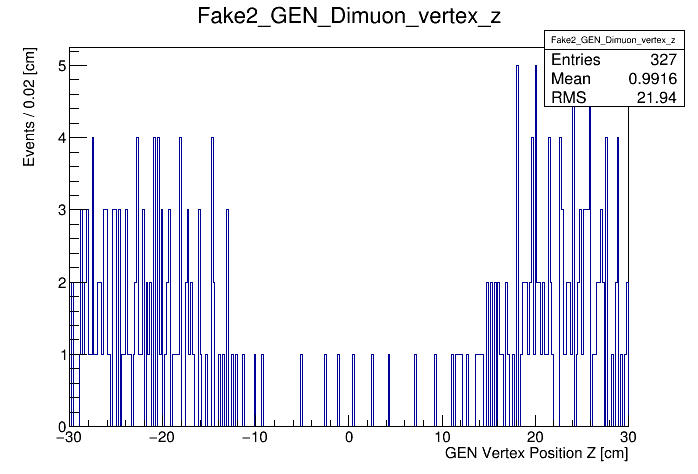 Fake2_GEN_Dimuon_vertex_z
Fake2_GEN_Dimuon_vertex_z
Entries 327
Mean 0.9916
RMS 21.94
Events / 0.02 [cm]
5
4
3
2
1
0
−30 −20 −10 0 10 20 30
GEN Vertex Position Z [cm]